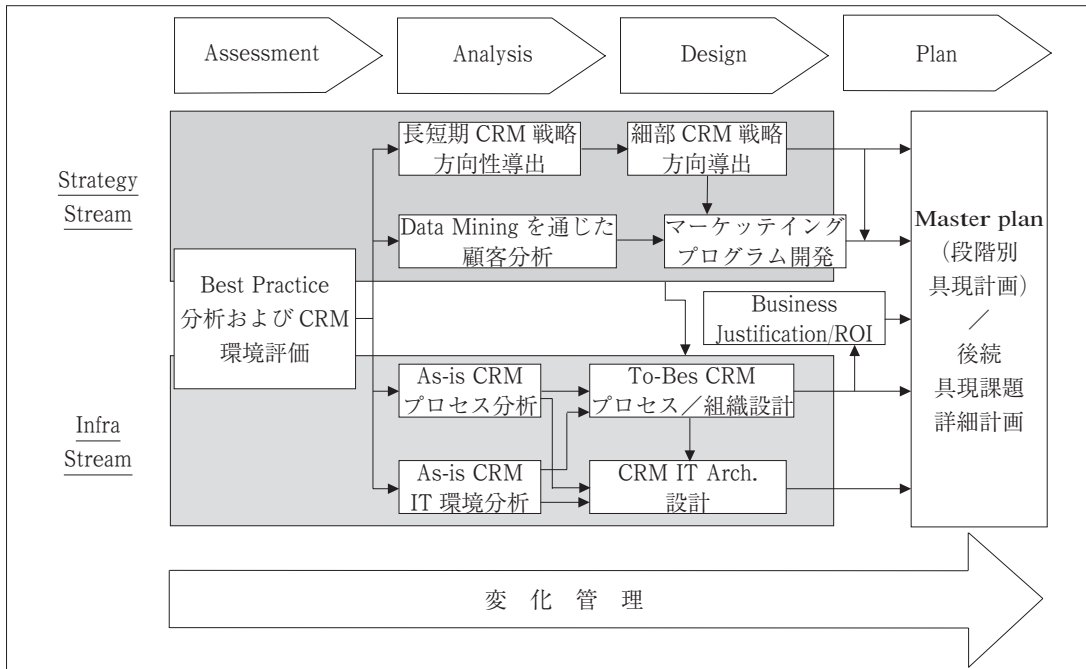 Assessment
Analysis
Design
Plan
Strategy
Stream
長短期 CRM 戦略
方向性導出
細部 CRM 戦略
方向導出
Data Mining を通じた
顧客分析
マーケッテイング
プログラム開発
Best Practice
分析および CRM
環境評価
Business
Justification/ROI
Master plan
（段階別
具現計画）
／
後続
具現課題
詳細計画
Infra
Stream
As-is CRM
プロセス分析
To-Bes CRM
プロセス／組織設計
As-is CRM
IT 環境分析
CRM IT Arch.
設計
変 化 管 理